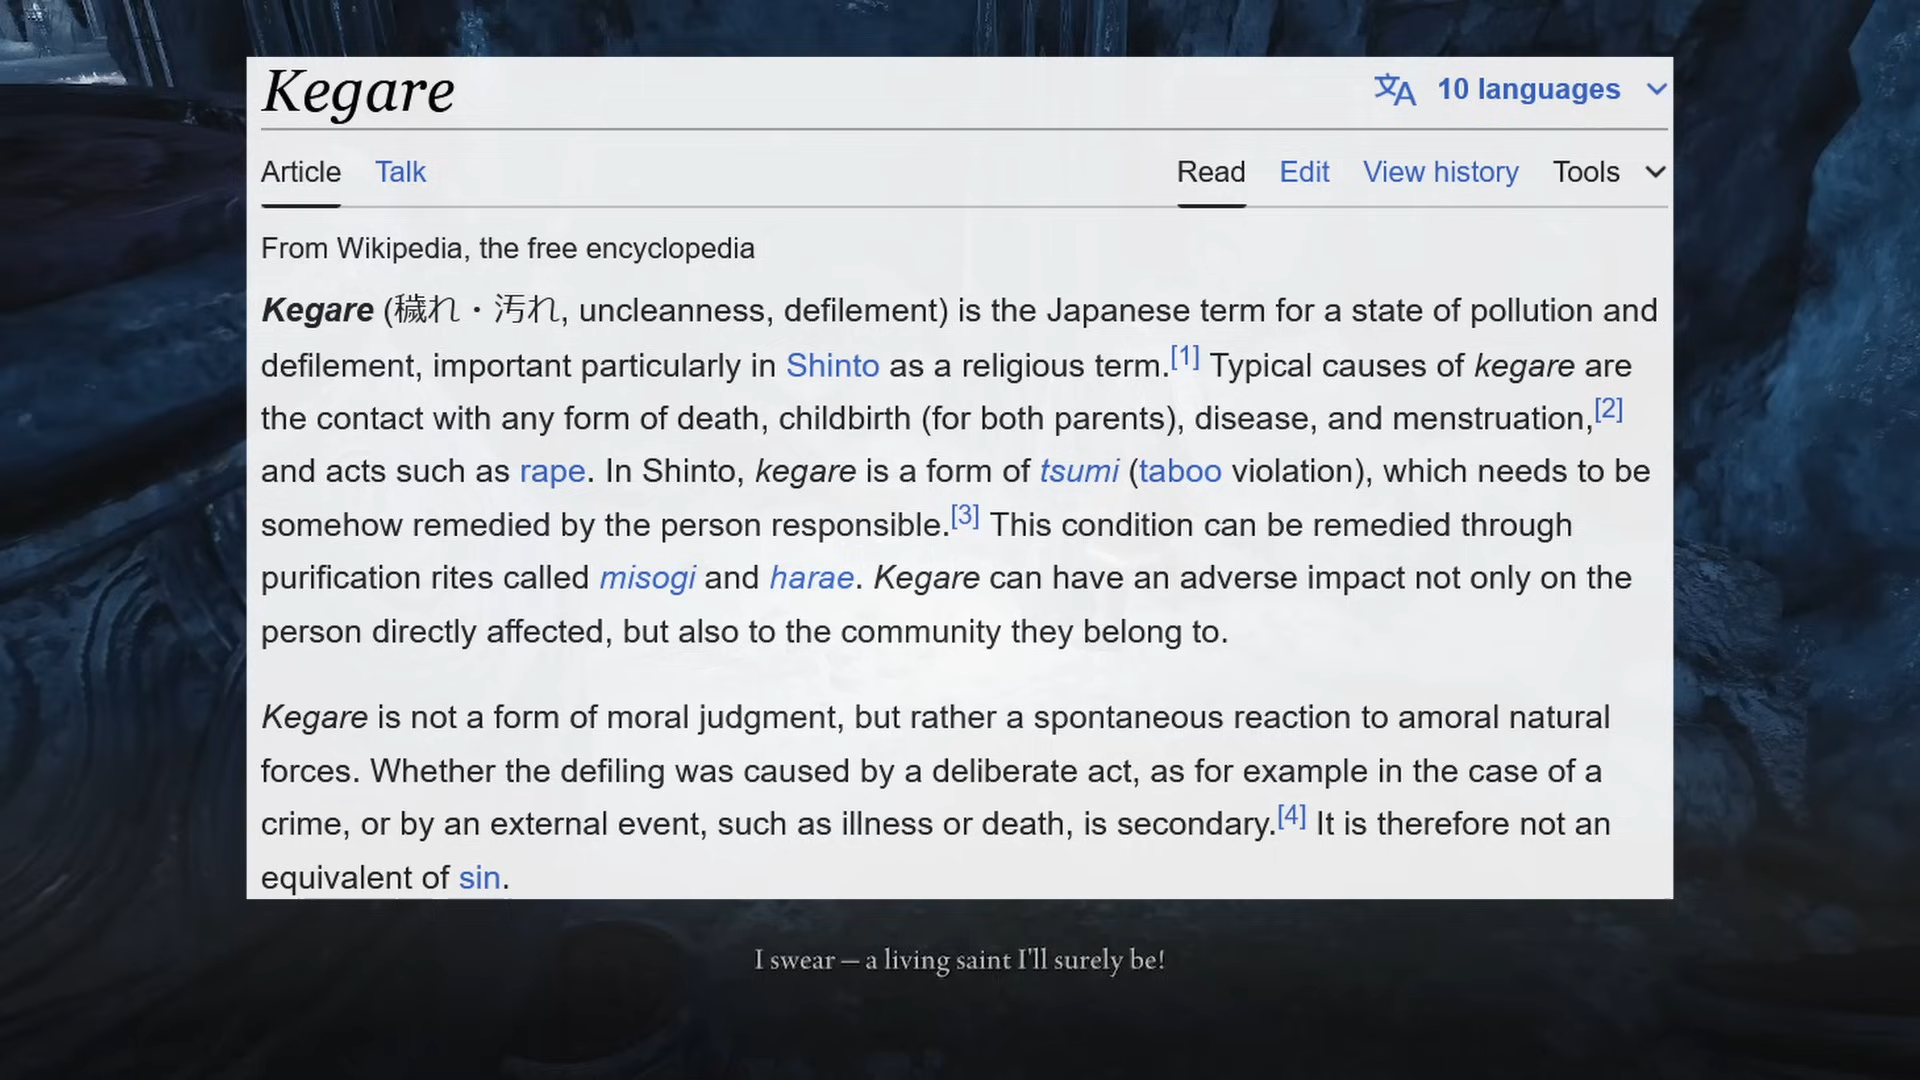 Kegare
10 languages
Article Talk Read Edit View history Tools
From Wikipedia, the free encyclopedia
Kegare (穢れ・汚れ, uncleanness, defilement) is the Japanese term for a state of pollution and
defilement, important particularly in Shinto as a religious term.[1] Typical causes of kegare are
the contact with any form of death, childbirth (for both parents), disease, and menstruation,[2]
and acts such as rape. In Shinto, kegare is a form of tsumi (taboo violation), which needs to be
somehow remedied by the person responsible.[3] This condition can be remedied through
purification rites called misogi and harae. Kegare can have an adverse impact not only on the
person directly affected, but also to the community they belong to.
Kegare is not a form of moral judgment, but rather a spontaneous reaction to amoral natural
forces. Whether the defiling was caused by a deliberate act, as for example in the case of a
crime, or by an external event, such as illness or death, is secondary.[4] It is therefore not an
equivalent of sin.
I swear – a living saint I'll surely be!